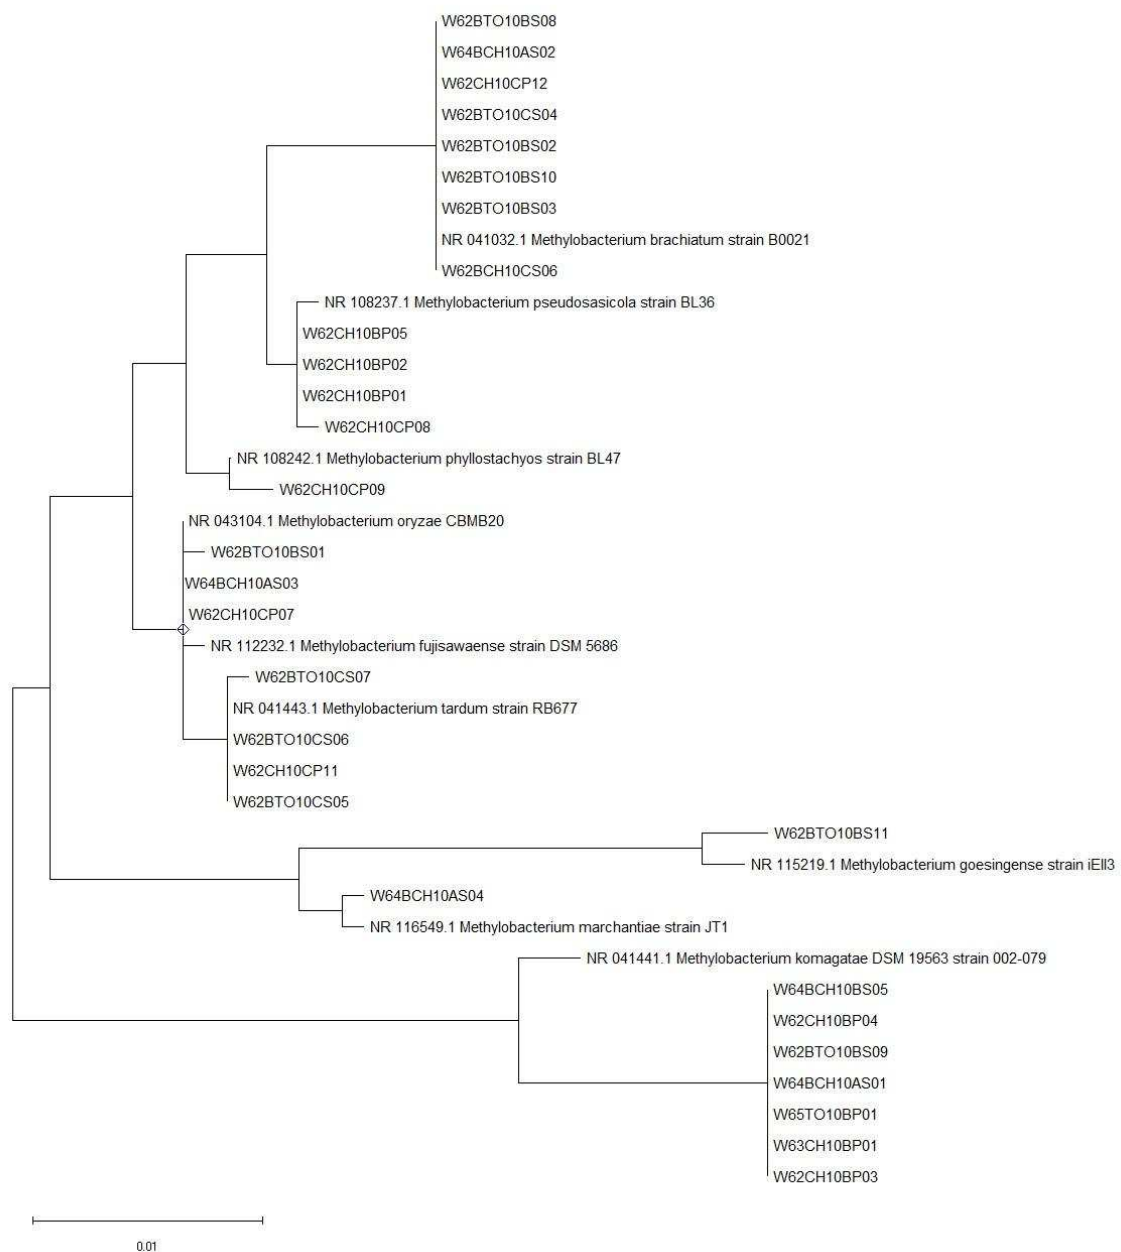 W62BTO10BS08
W64BCH10AS02
W62CH10CP12
W62BTO10CS04
W62BTO10BS02
W62BTO10BS10
W62BTO10BS03
NR 041032.1 Methylobacterium brachiatum strain B0021
W62BCH10CS06
NR 108237.1 Methylobacterium pseudosasicola strain BL36
W62CH10BP05
W62CH10BP02
W62CH10BP01
W62CH10CP08
NR 108242.1 Methylobacterium phyllostachyos strain BL47
W62CH10CP09
NR 043104.1 Methylobacterium oryzae CBMB20
W62BTO10BS01
W64BCH10AS03
W62CH10CP07
NR 112232.1 Methylobacterium fujisawaense strain DSM 5686
W62BTO10CS07
NR 041443.1 Methylobacterium tardum strain RB677
W62BTO10CS06
W62CH10CP11
W62BTO10CS05
W62BTO10BS11
NR 115219.1 Methylobacterium goesingense strain iEII3
W64BCH10AS04
NR 116549.1 Methylobacterium marchantiae strain JT1
NR 041441.1 Methylobacterium komagatae DSM 19563 strain 002-079
W64BCH10BS05
W62CH10BP04
W62BTO10BS09
W64BCH10AS01
W65TO10BP01
W63CH10BP01
W62CH10BP03
0.01